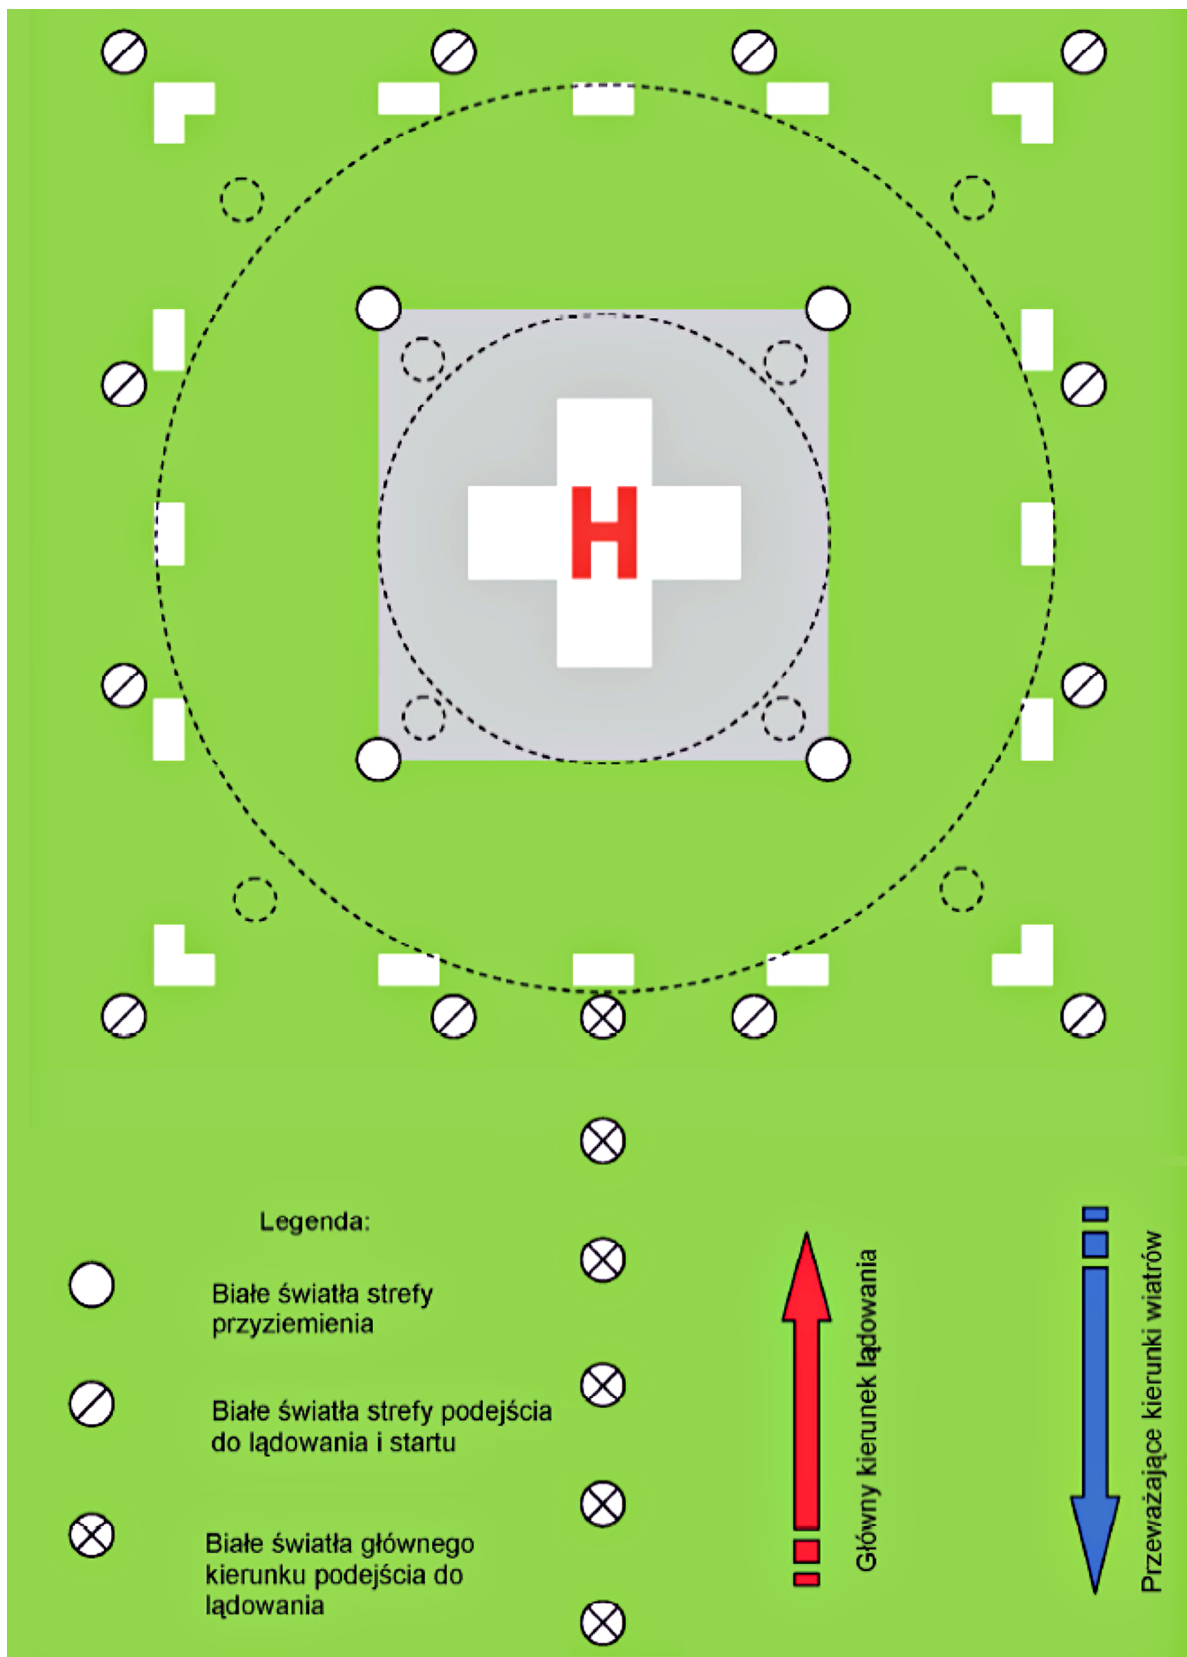 H
Legenda:
Białe światła strefy
przyziemienia
Białe światła strefy podejścia
do lądowania i startu
Białe światła głównego
kierunku podejścia do
lądowania
Główny kierunek lądowania
Przeważające kierunki wiatrów